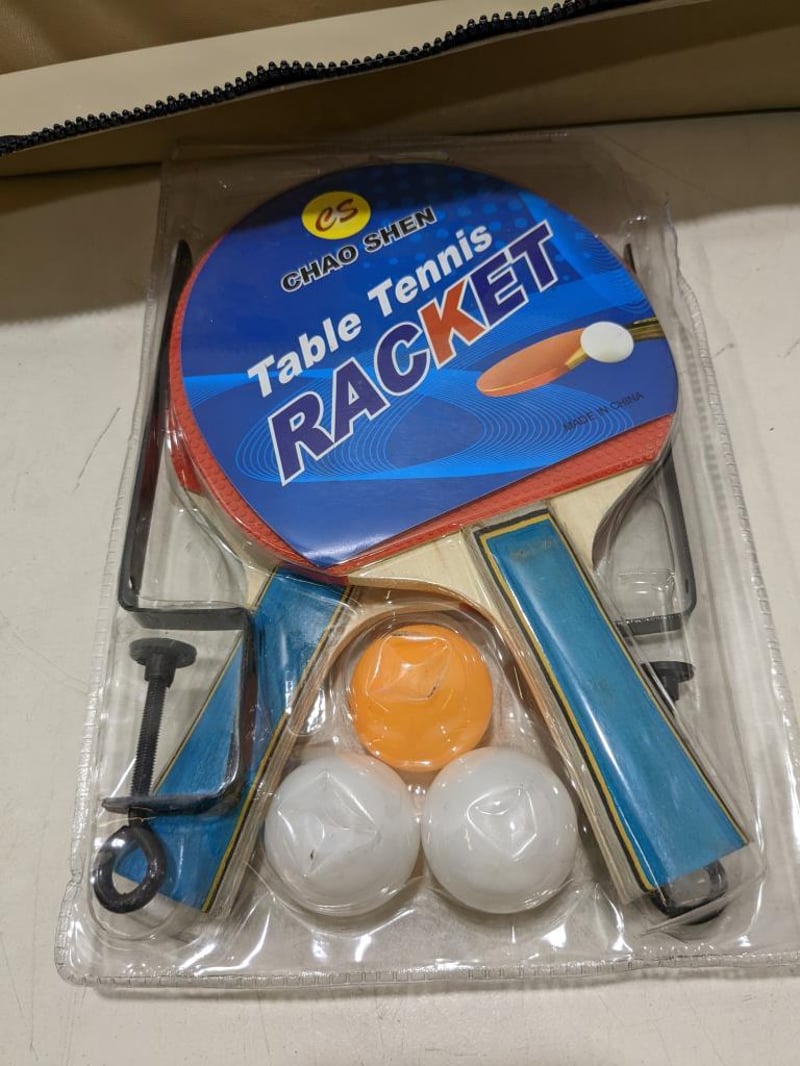 CS
CHAO SHEN
Table Tennis
RACKET
MADE IN CHINA